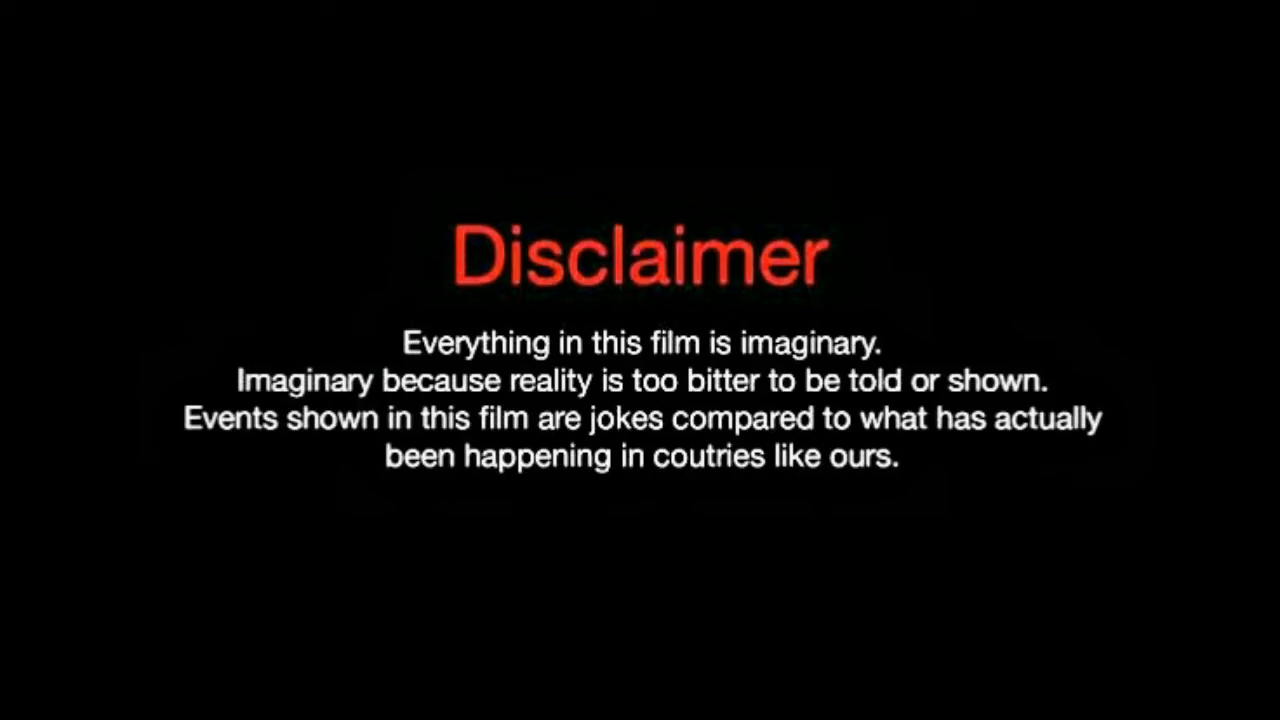 Disclaimer
Everything in this film is imaginary.
Imaginary because reality is too bitter to be told or shown.
Events shown in this film are jokes compared to what has actually
been happening in coutries like ours.